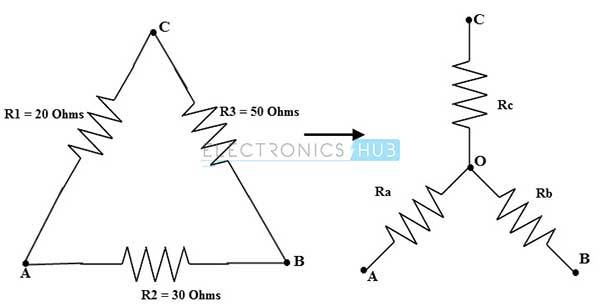 C
C
R1 = 20 Ohms
R3 = 50 Ohms
Rc
ELECTRONICS HUB
O
Ra
Rb
A
B
A
B
R2 = 30 Ohms